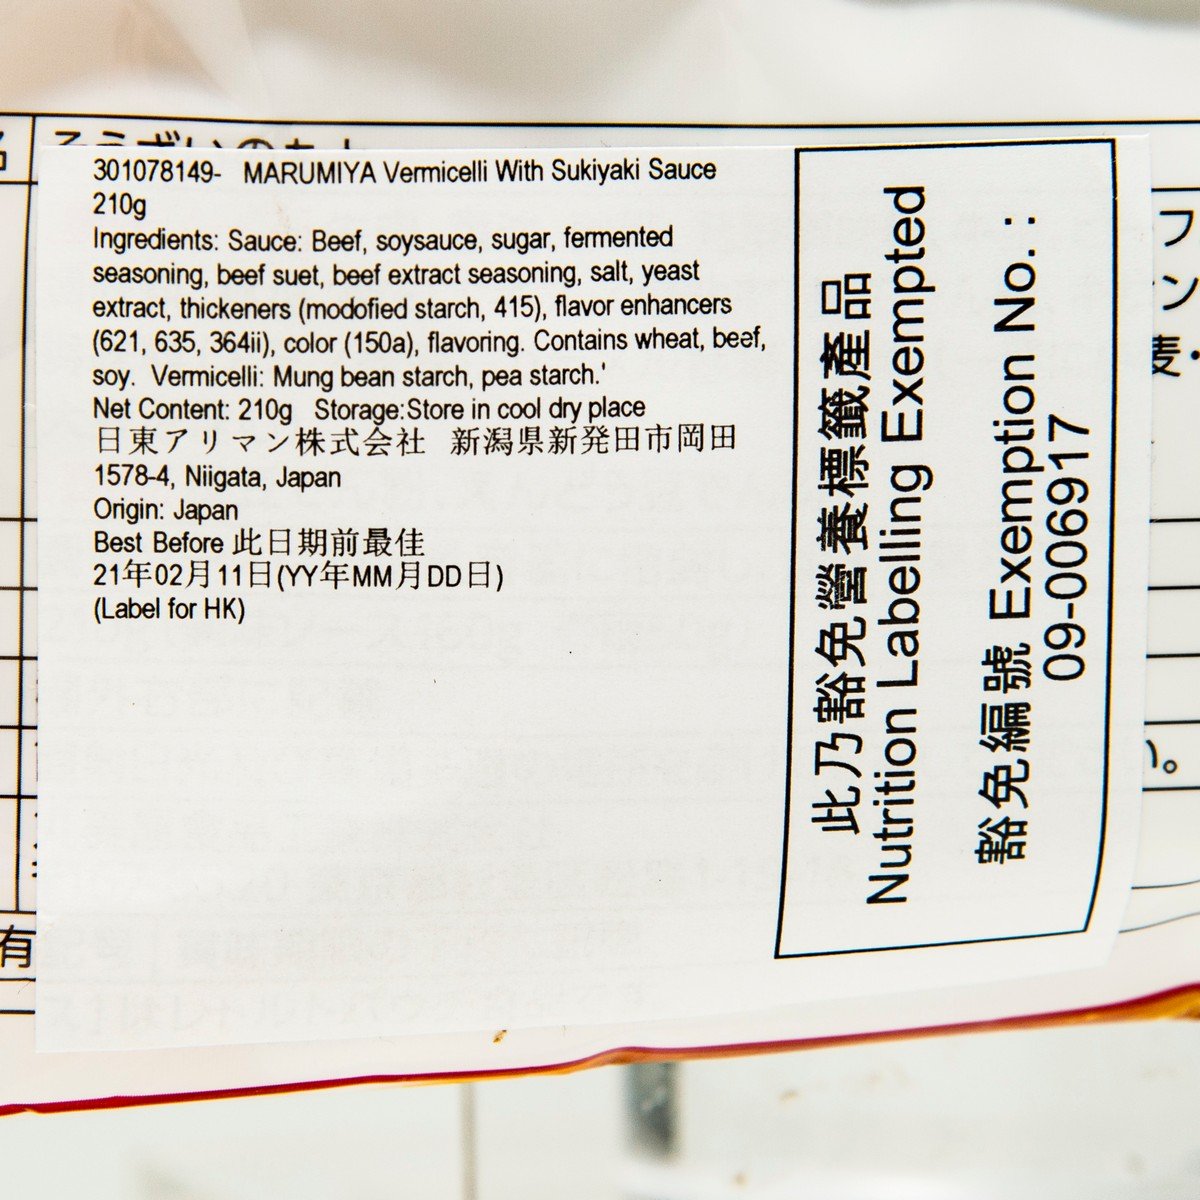 301078149- MARUMIYA Vermicelli With Sukiyaki Sauce
210g
Ingredients: Sauce: Beef, soysauce, sugar, fermented
seasoning, beef suet, beef extract seasoning, salt, yeast
extract, thickeners (modofied starch, 415), flavor enhancers
(621, 635, 364ii), color (150a), flavoring. Contains wheat, beef,
soy. Vermicelli: Mung bean starch, pea starch.'
Net Content: 210g Storage:Store in cool dry place
日東アリマン株式会社 新潟県新発田市岡田
1578-4, Niigata, Japan
Origin: Japan
Best Before 此日期前最佳
21年02月11日(YY年MM月DD日)
(Label for HK)
此乃豁免營養標籤產品
Nutrition Labelling Exempted
豁免編號 Exemption No. :
09-006917
名
フ
ン
麦・
有
い。